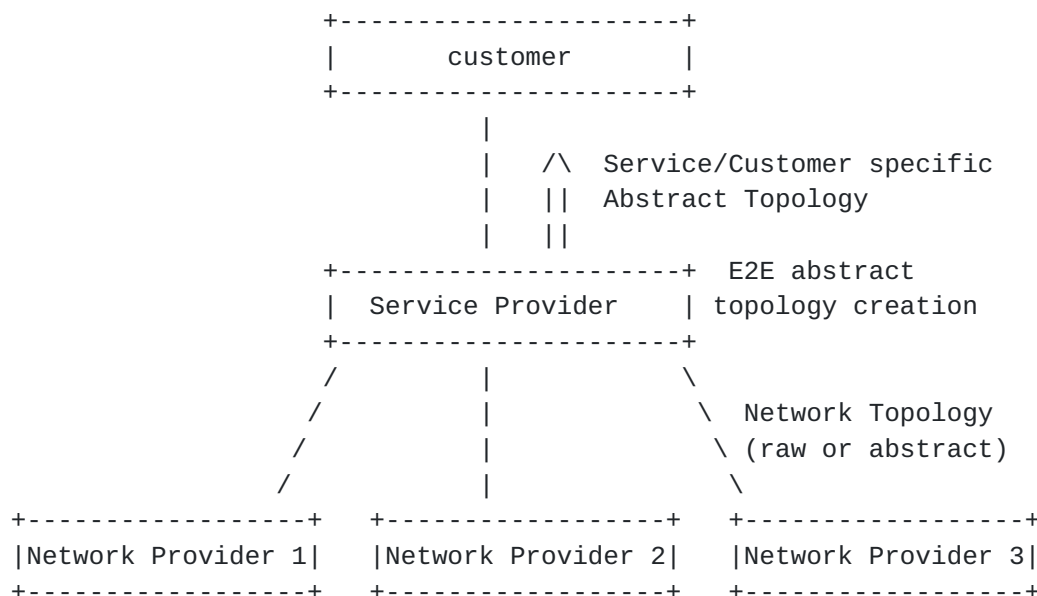 customer
/\ Service/Customer specific
|| Abstract Topology
||
E2E abstract
Service Provider topology creation
Network Topology
(raw or abstract)
Network Provider 1 Network Provider 2 Network Provider 3